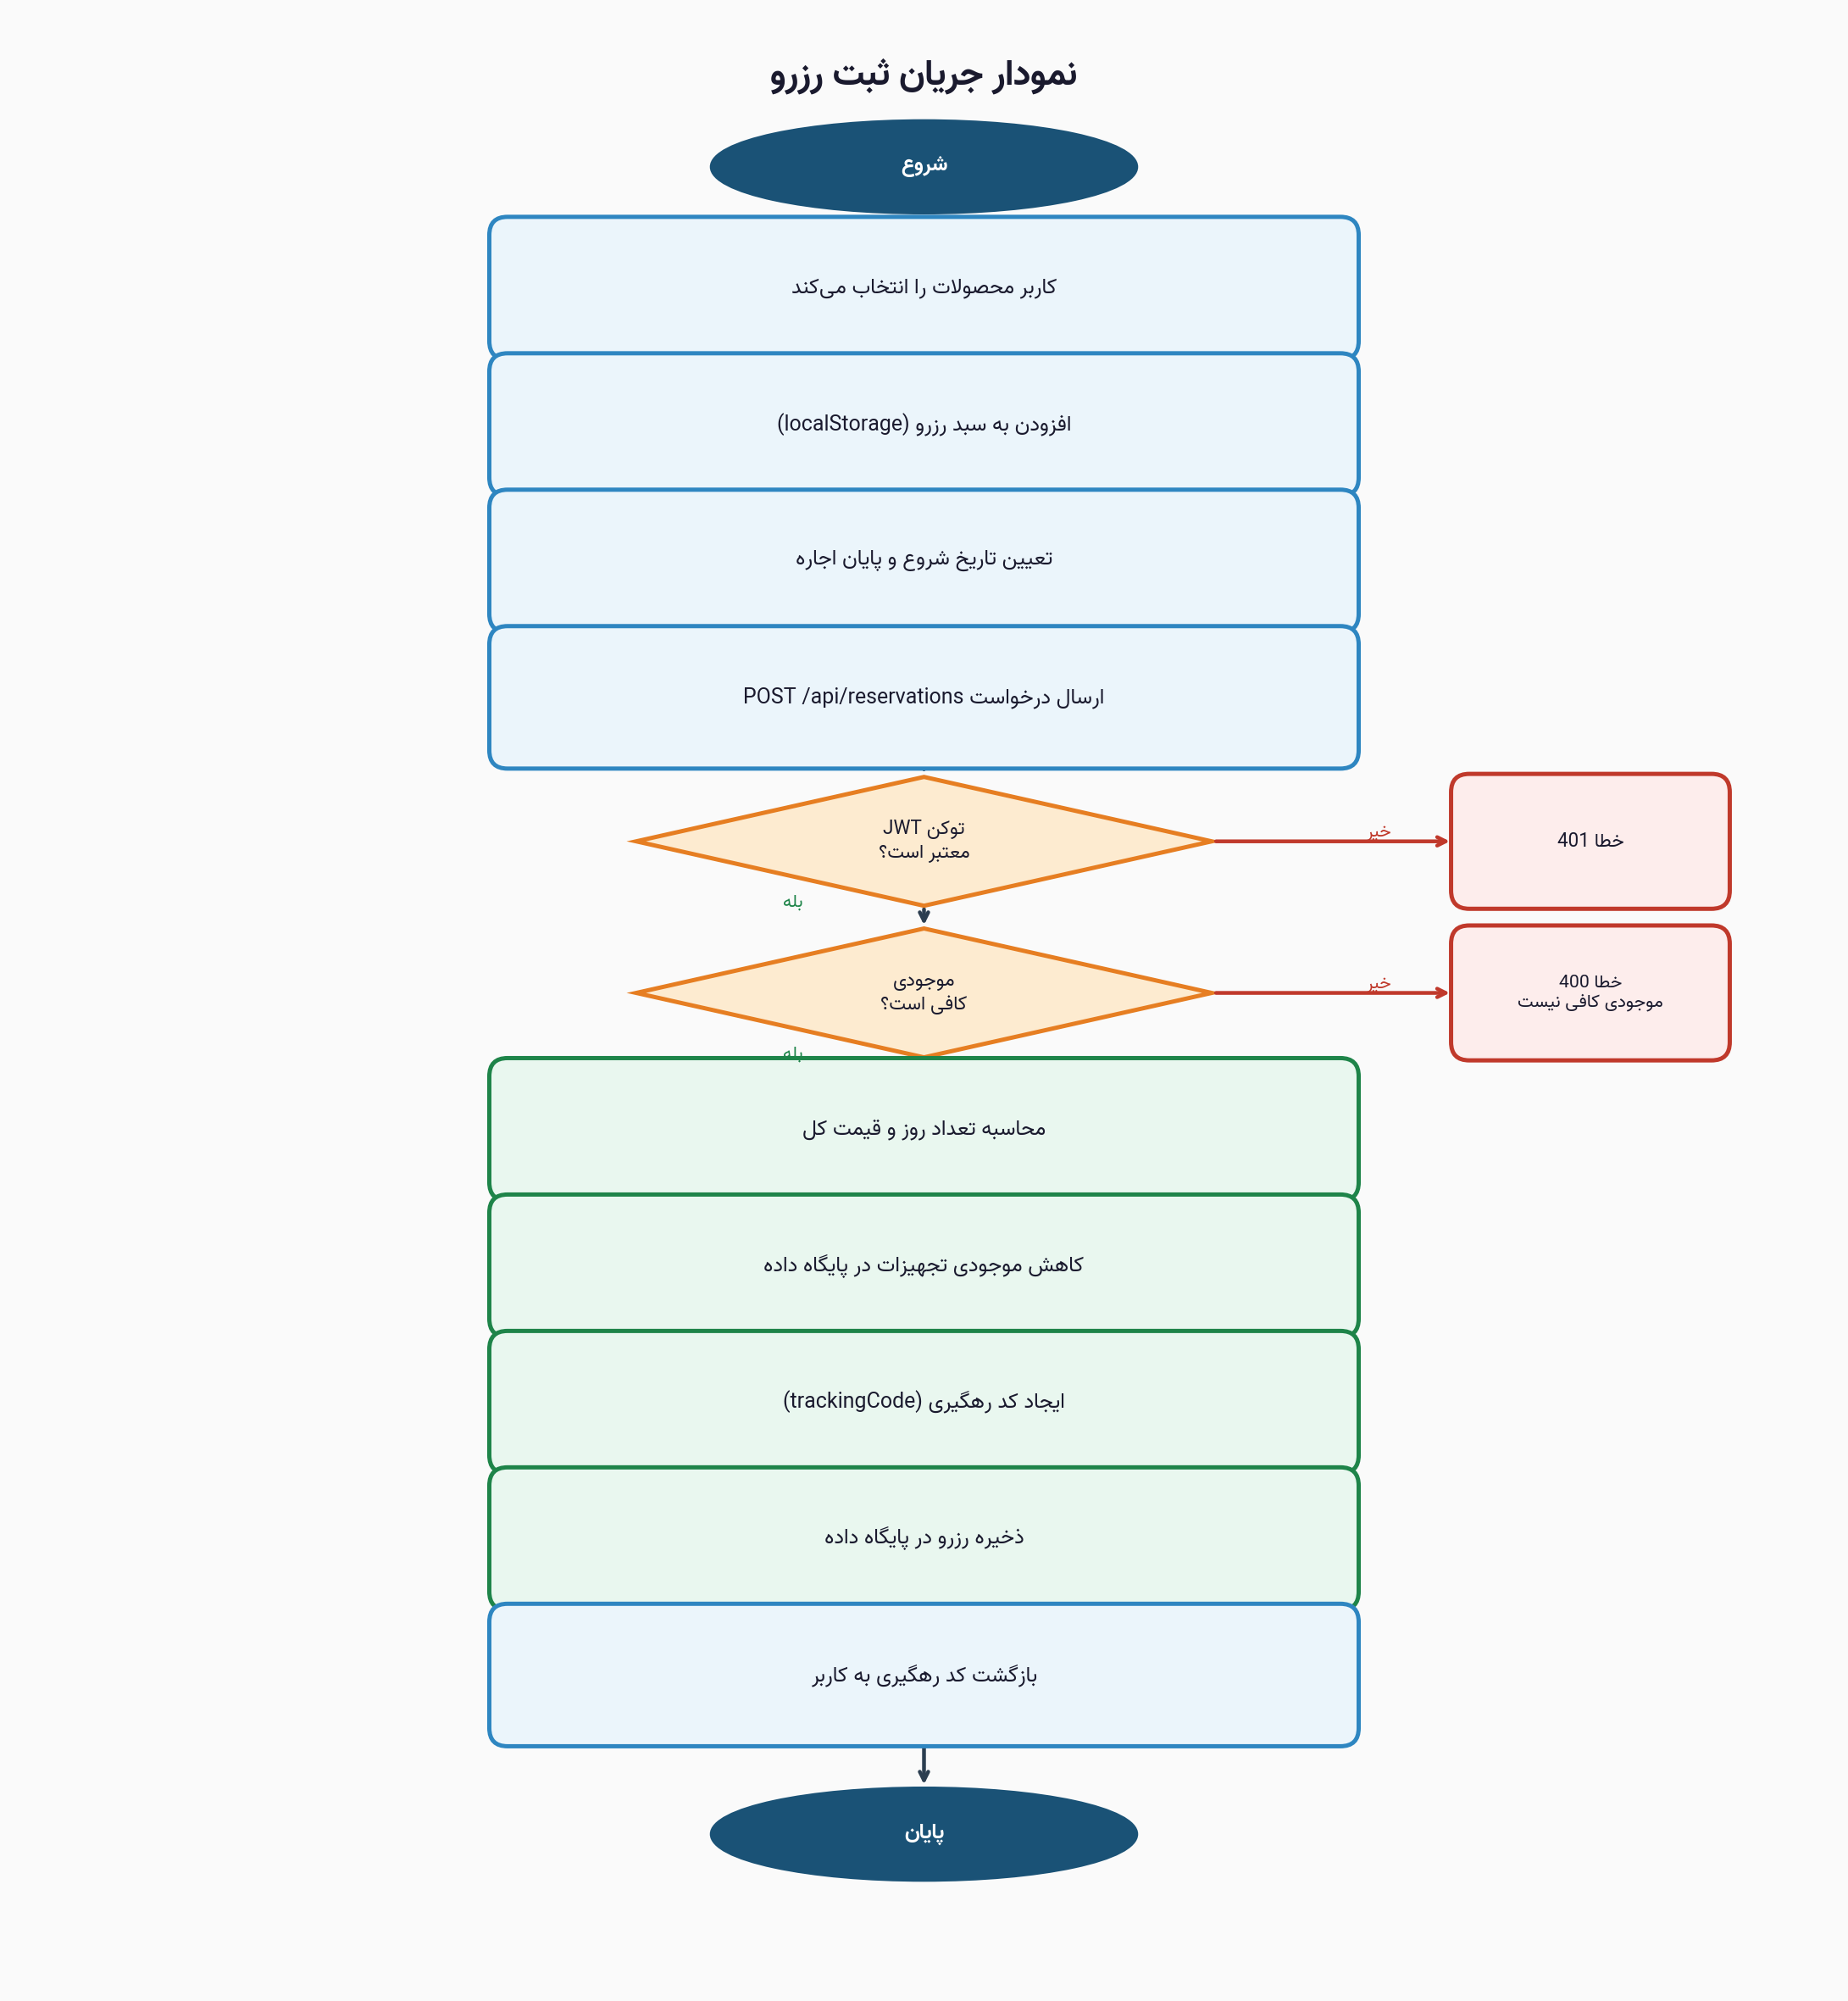 نمودار جریان ثبت رزرو
شروع
کاربر محصولات را انتخاب می‌کند
افزودن به سبد رزرو (localStorage)
تعیین تاریخ شروع و پایان اجاره
ارسال درخواست POST /api/reservations
توکن JWT
معتبر است؟
خیر
خطا 401
بله
موجودی
کافی است؟
خیر
خطا 400
موجودی کافی نیست
بله
محاسبه تعداد روز و قیمت کل
کاهش موجودی تجهیزات در پایگاه داده
ایجاد کد رهگیری (trackingCode)
ذخیره رزرو در پایگاه داده
بازگشت کد رهگیری به کاربر
پایان